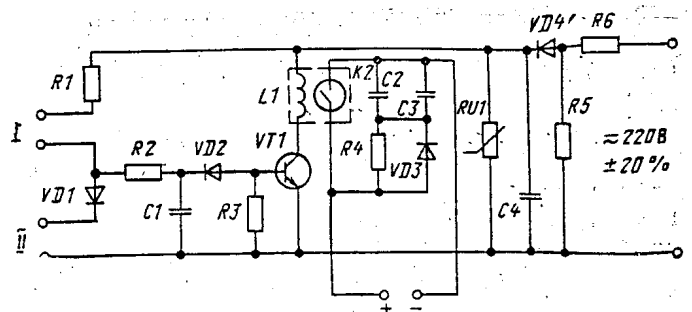 VD4' R6
R1
K2
C2
L1
C3
RU1
R5
I
R2
VD2
VT1
R4
VD3
≈220В
±20%
VD1
C1
R3
C4
II
+ -